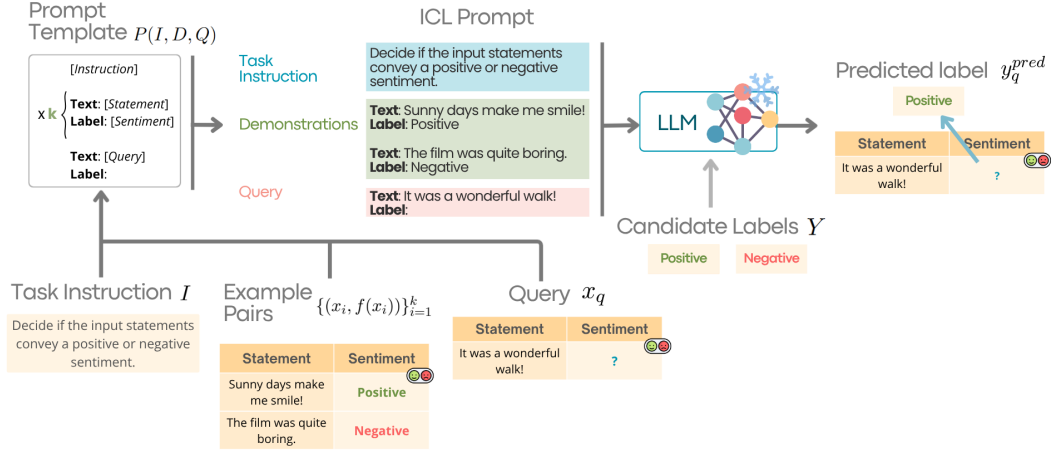 Prompt
Template P(I, D, Q)
[Instruction]
x k
Text: [Statement]
Label: [Sentiment]
Text: [Query]
Label:
ICL Prompt
Task
Instruction
Decide if the input statements
convey a positive or negative
sentiment.
Demonstrations
Text: Sunny days make me smile!
Label: Positive
Text: The film was quite boring.
Label: Negative
Query
Text: It was a wonderful walk!
Label:
LLM
Candidate Labels Y
Positive
Negative
Predicted label y_q^{pred}
Positive
Statement Sentiment
It was a wonderful
walk!
?
Task Instruction I
Decide if the input statements
convey a positive or negative
sentiment.
Example
Pairs
{(x_i, f(x_i))}_{i=1}^k
Statement Sentiment
Sunny days make
me smile!
Positive
The film was quite
boring.
Negative
Query x_q
Statement Sentiment
It was a wonderful
walk!
?